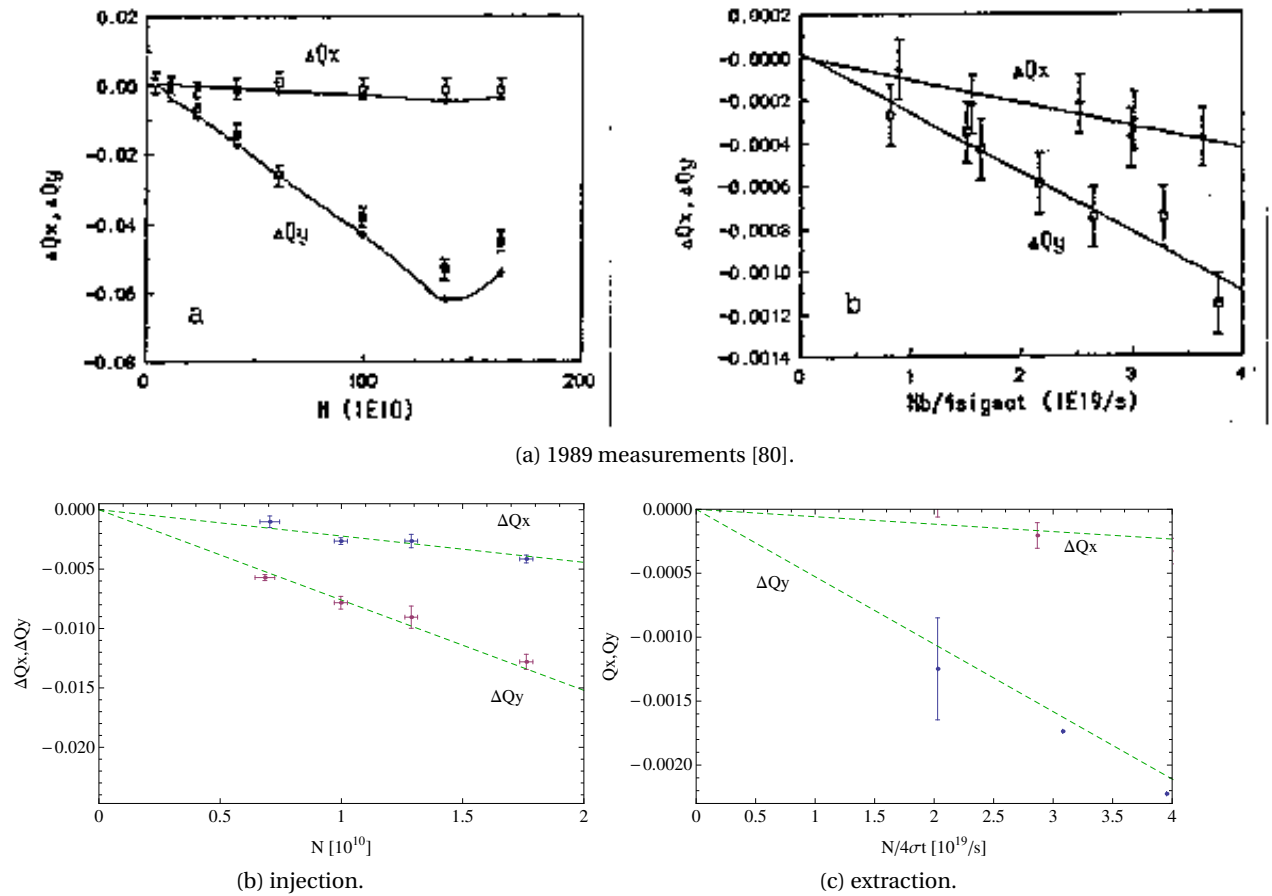 0.02
0.00
-0.02
-0.04
-0.06
-0.08
ΔQx, ΔQy
ΔQx
ΔQy
a
0 100 200
N (1E10)
0.0002
-0.0000
-0.0002
-0.0004
-0.0006
-0.0008
-0.0010
-0.0012
-0.0014
ΔQx, ΔQy
ΔQx
ΔQy
b
0 1 2 3 4
Nb/4sigmat (1E19/s)
(a) 1989 measurements [80].
0.000
−0.005
−0.010
−0.015
−0.020
ΔQx,ΔQy
ΔQx
ΔQy
0 0.5 1 1.5 2
N [10^10]
(b) injection.
0.0000
−0.0005
−0.0010
−0.0015
−0.0020
Qx,Qy
ΔQx
ΔQy
0 0.5 1 1.5 2 2.5 3 3.5 4
N/4σt [10^19/s]
(c) extraction.